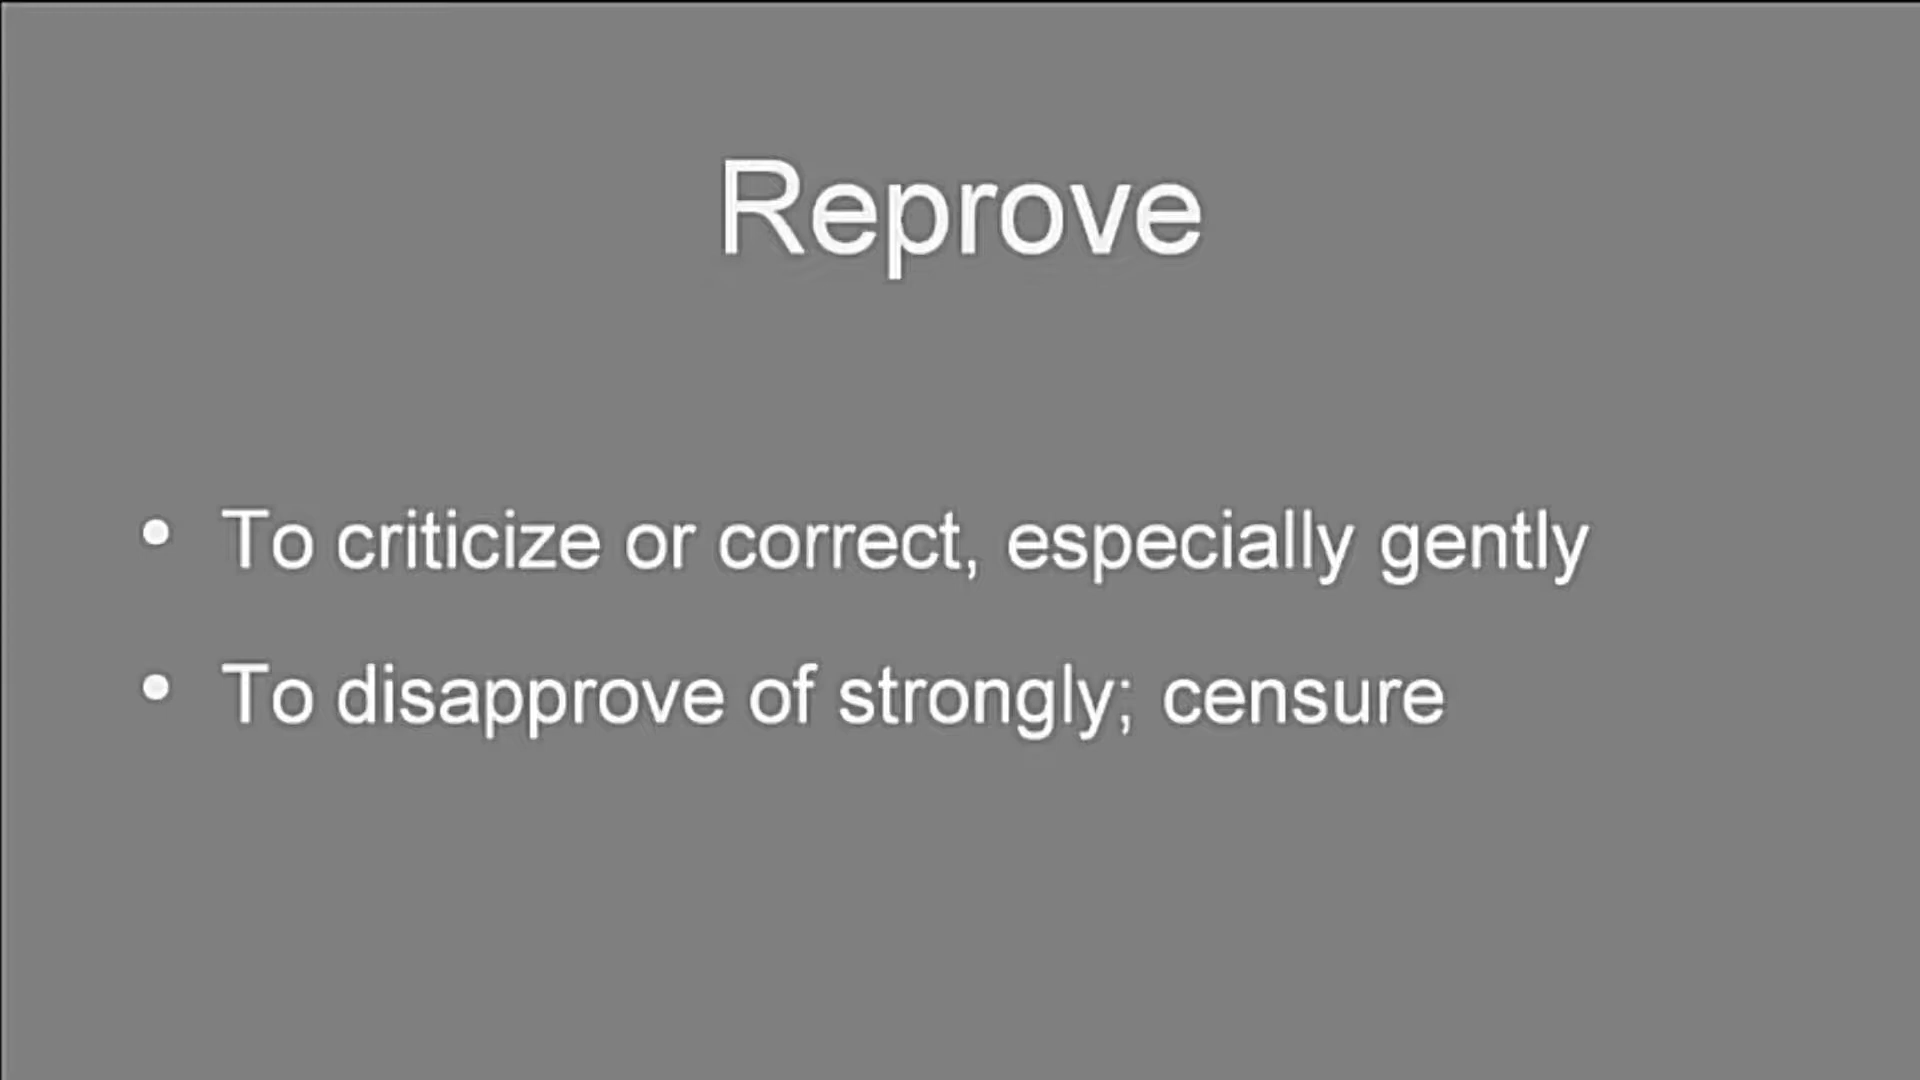 Reprove
• To criticize or correct, especially gently
• To disapprove of strongly; censure